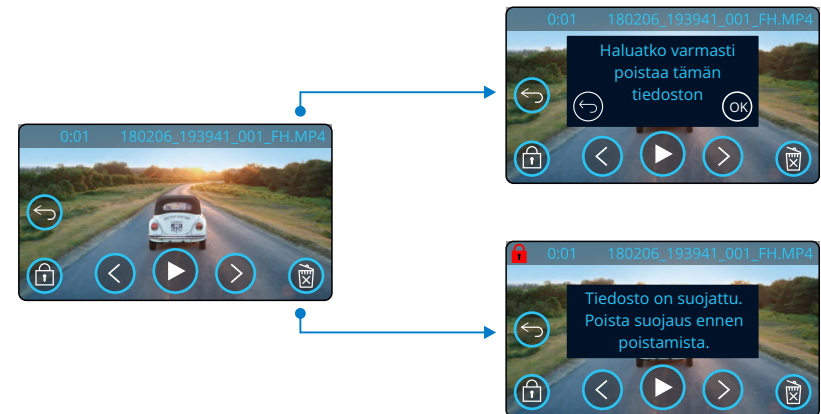 0:01 180206_193941_001_FH.MP4
Haluatko varmasti
poistaa tämän
tiedoston
OK
0:01 180206_193941_001_FH.MP4
0:01 180206_193941_001_FH.MP4
Tiedosto on suojattu.
Poista suojaus ennen
poistamista.